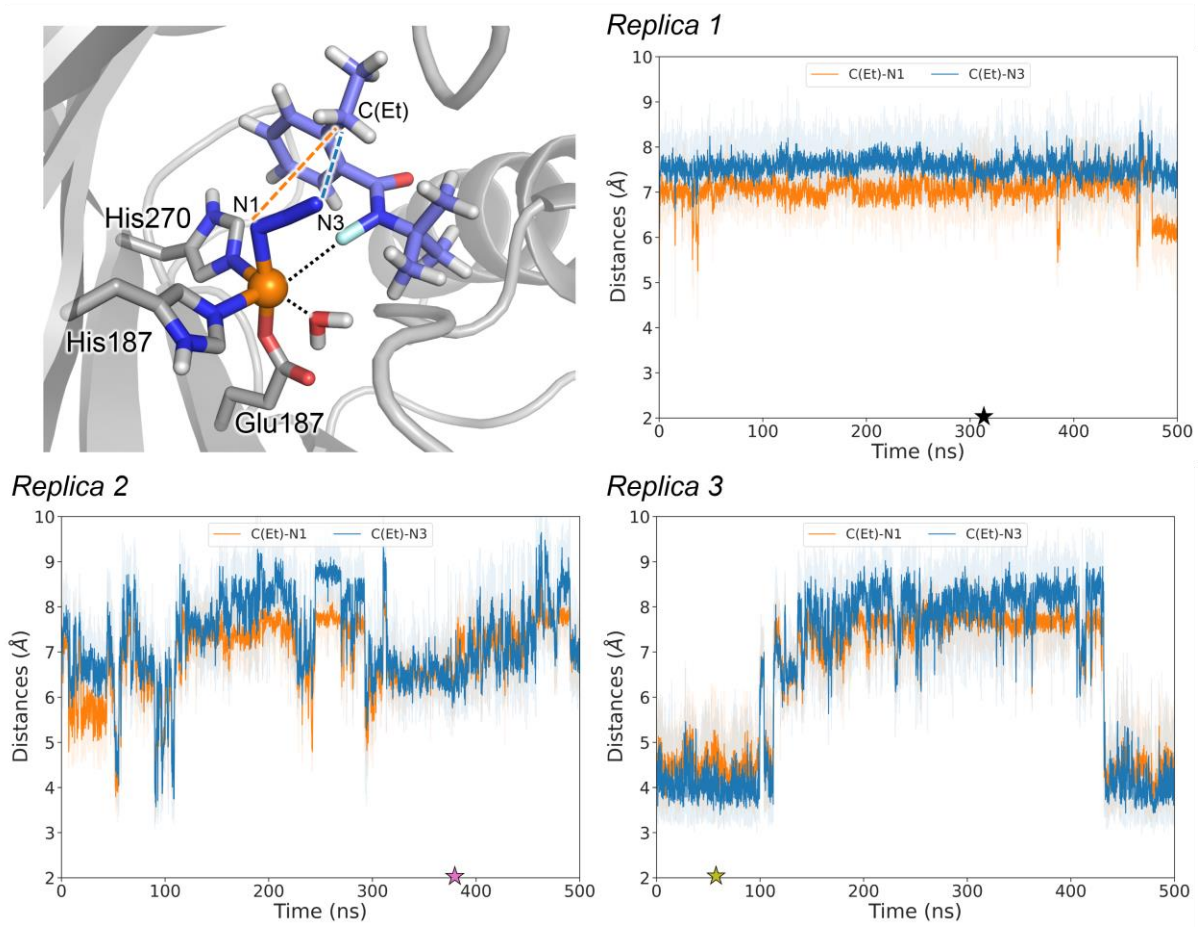 Replica 1
C(Et)
N1
N3
His270
His187
Glu187
C(Et)-N1 C(Et)-N3
Distances (Å)
10
9
8
7
6
5
4
3
2
0 100 200 300 400 500
Time (ns)
Replica 2
C(Et)-N1 C(Et)-N3
Distances (Å)
10
9
8
7
6
5
4
3
2
0 100 200 300 400 500
Time (ns)
Replica 3
C(Et)-N1 C(Et)-N3
Distances (Å)
10
9
8
7
6
5
4
3
2
0 100 200 300 400 500
Time (ns)